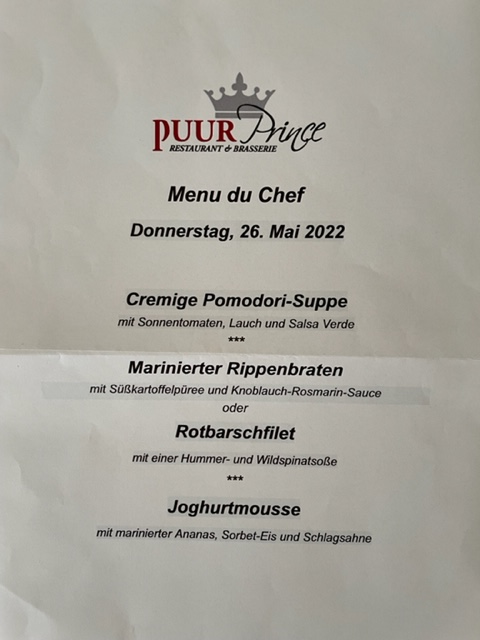 PUUR Prince
RESTAURANT & BRASSERIE
Menu du Chef
Donnerstag, 26. Mai 2022
Cremige Pomodori-Suppe
mit Sonnentomaten, Lauch und Salsa Verde
***
Marinierter Rippenbraten
mit Süßkartoffelpüree und Knoblauch-Rosmarin-Sauce
oder
Rotbarschfilet
mit einer Hummer- und Wildspinatsoße
***
Joghurtmousse
mit marinierter Ananas, Sorbet-Eis und Schlagsahne